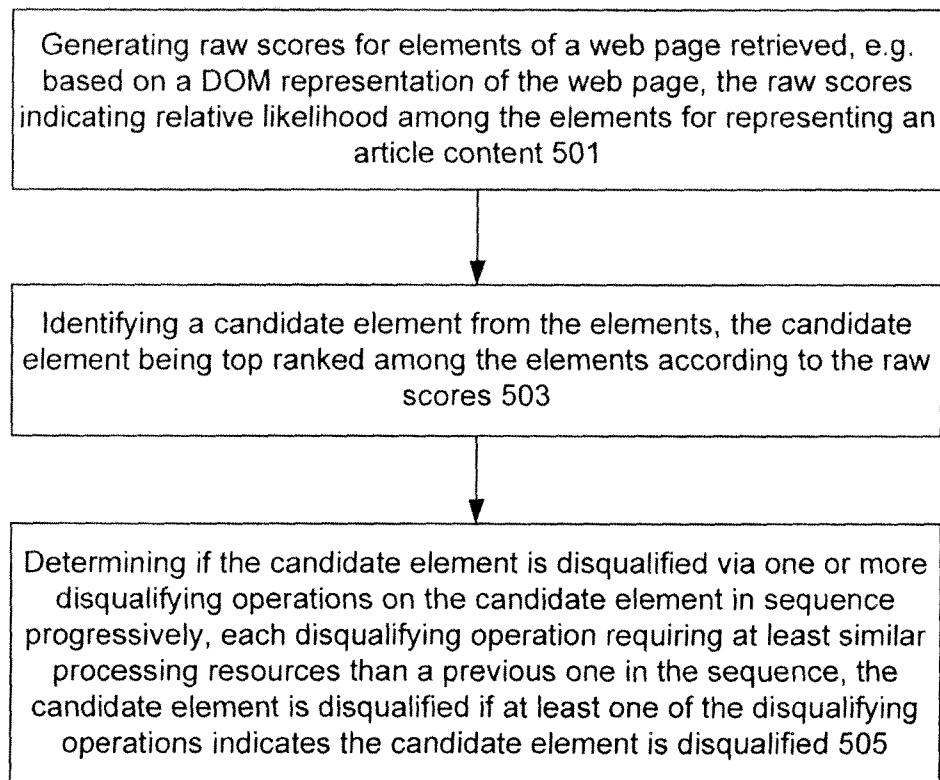 Generating raw scores for elements of a web page retrieved, e.g.
based on a DOM representation of the web page, the raw scores
indicating relative likelihood among the elements for representing an
article content 501
Identifying a candidate element from the elements, the candidate
element being top ranked among the elements according to the raw
scores 503
Determining if the candidate element is disqualified via one or more
disqualifying operations on the candidate element in sequence
progressively, each disqualifying operation requiring at least similar
processing resources than a previous one in the sequence, the
candidate element is disqualified if at least one of the disqualifying
operations indicates the candidate element is disqualified 505